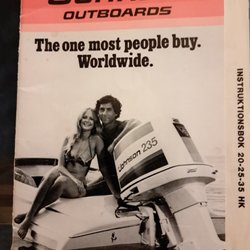 OUTBOARDS
The one most people buy.
Worldwide.
Johnson 235
INSTRUKTIONSBOK 20-25-35 HK